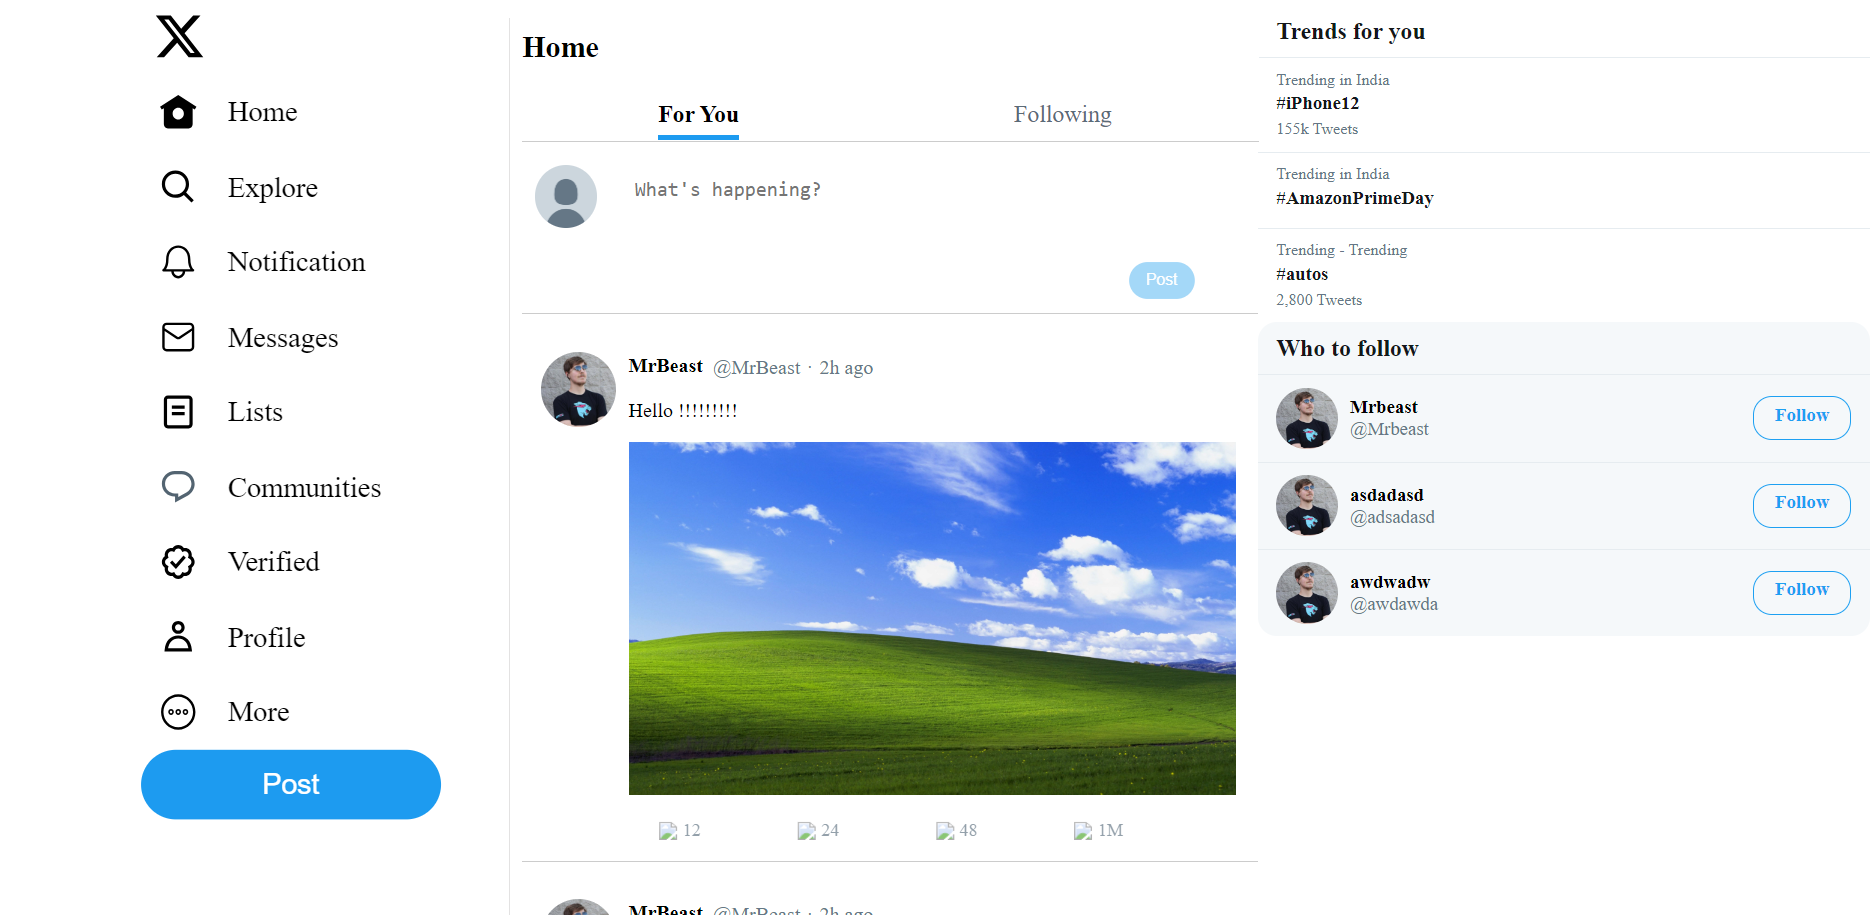 Home
Explore
Notification
Messages
Lists
Communities
Verified
Profile
More
Post
Home
For You Following
What's happening?
Post
MrBeast @MrBeast · 2h ago
Hello !!!!!!!!!
12 24 48 1M
MrBeast @MrBeast · 2h ago
Trends for you
Trending in India
#iPhone12
155k Tweets
Trending in India
#AmazonPrimeDay
Trending - Trending
#autos
2,800 Tweets
Who to follow
Mrbeast
@Mrbeast
Follow
asdadasd
@adsadasd
Follow
awdwadw
@awdawda
Follow